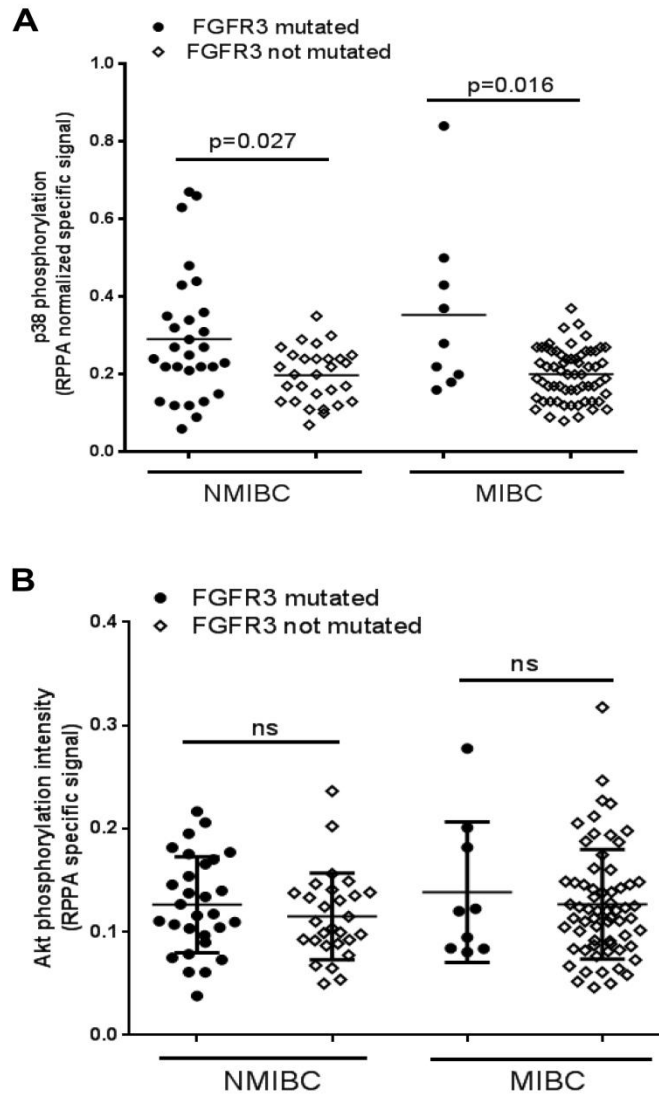 A
FGFR3 mutated
FGFR3 not mutated
p38 phosphorylation
(RPPA normalized specific signal)
1.0
0.8
0.6
0.4
0.2
0.0
p=0.027
p=0.016
NMIBC
MIBC
B
FGFR3 mutated
FGFR3 not mutated
Akt phosphorylation intensity
(RPPA specific signal)
0.4
0.3
0.2
0.1
0.0
ns
ns
NMIBC
MIBC